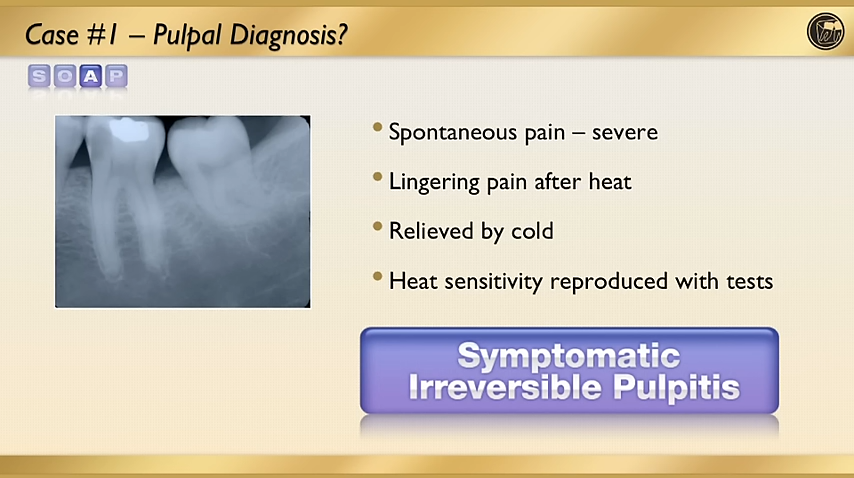 Case #1 – Pulpal Diagnosis?
S O A P
• Spontaneous pain – severe
• Lingering pain after heat
• Relieved by cold
• Heat sensitivity reproduced with tests
Symptomatic
Irreversible Pulpitis